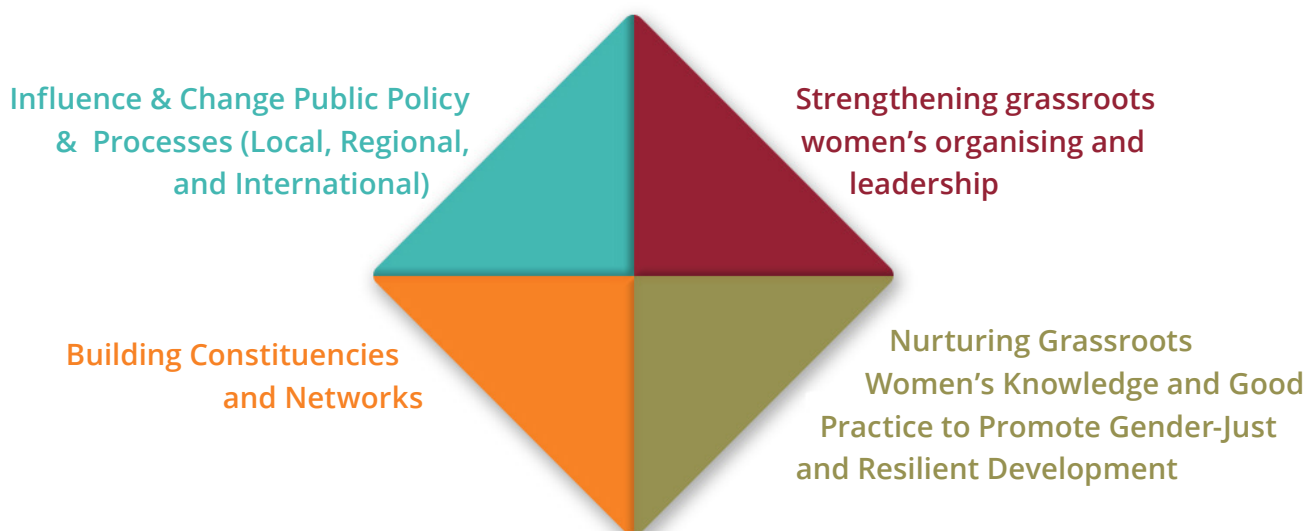 Influence & Change Public Policy
& Processes (Local, Regional,
and International)
Strengthening grassroots
women’s organising and
leadership
Building Constituencies
and Networks
Nurturing Grassroots
Women’s Knowledge and Good
Practice to Promote Gender-Just
and Resilient Development